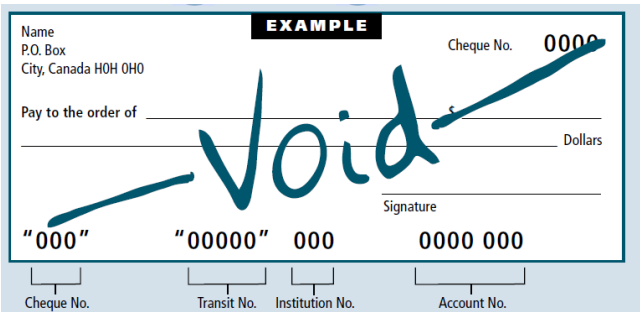 EXAMPLE
Name
P.O. Box
City, Canada H0H 0H0
Cheque No. 0000
Pay to the order of $
Dollars
Void
Signature
"000" "00000" 000 0000 000
Cheque No. Transit No. Institution No. Account No.